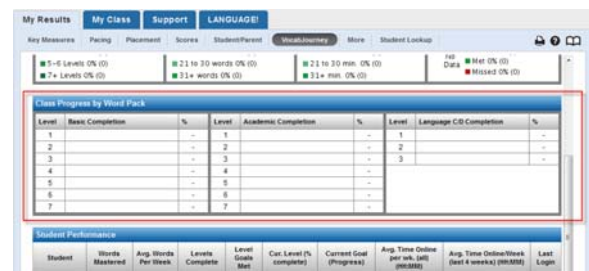 My Results My Class Support LANGUAGE!
Key Measures Pacing Placement Scores Student/Parent VocabJourney More Student Lookup
5-6 Levels 0% (0) 21 to 30 words 0% (0) 21 to 30 min. 0% (0) No Data Met 0% (0)
7+ Levels 0% (0) 31+ words 0% (0) 31+ min. 0% (0) Missed 0% (0)
Class Progress by Word Pack
Level Basic Completion % Level Academic Completion % Level Language C/D Completion %
1 - 1 - 1 -
2 - 2 - 2 -
3 - 3 - 3 -
4 - 4 -
5 - 5 -
6 - 6 -
7 - 7 -
Student Performance
Student Words Mastered Avg. Words Per Week Levels Complete Level Goals Met Cur. Level (% complete) Current Goal (Progress) Avg. Time Online per wk. (all) (HH:MM) Avg. Time Online/Week (last 4 weeks) (HH:MM) Last Login